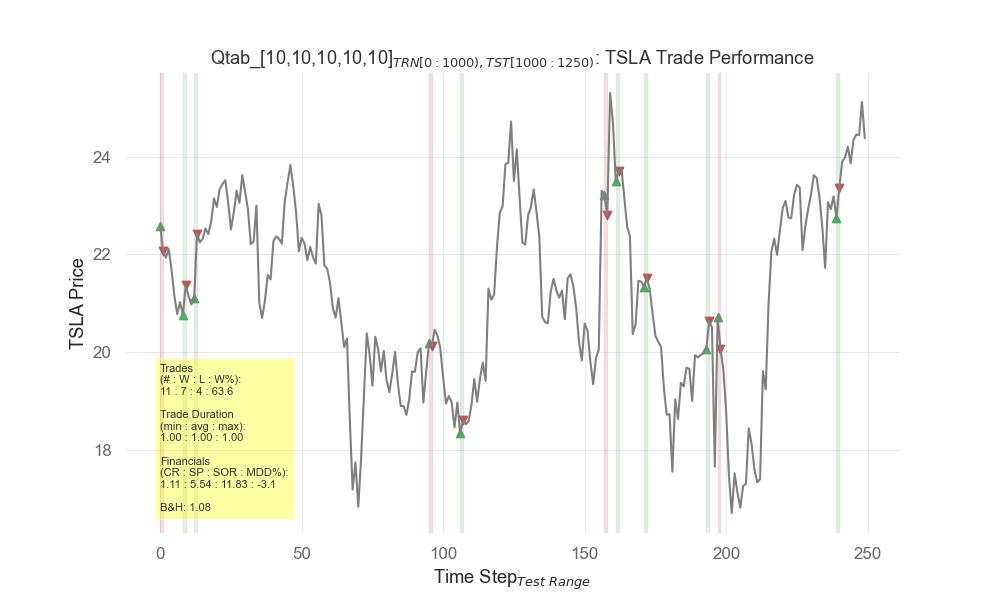 Qtab_[10,10,10,10,10]TRN[0 : 1000), TST[1000 : 1250): TSLA Trade Performance
TSLA Price
24
22
20
18
Trades
(# : W : L : W%):
11 : 7 : 4 : 63.6
Trade Duration
(min : avg : max):
1.00 : 1.00 : 1.00
Financials
(CR : SP : SOR : MDD%):
1.11 : 5.54 : 11.83 : -3.1
B&H: 1.08
0 50 100 150 200 250
Time StepTest Range